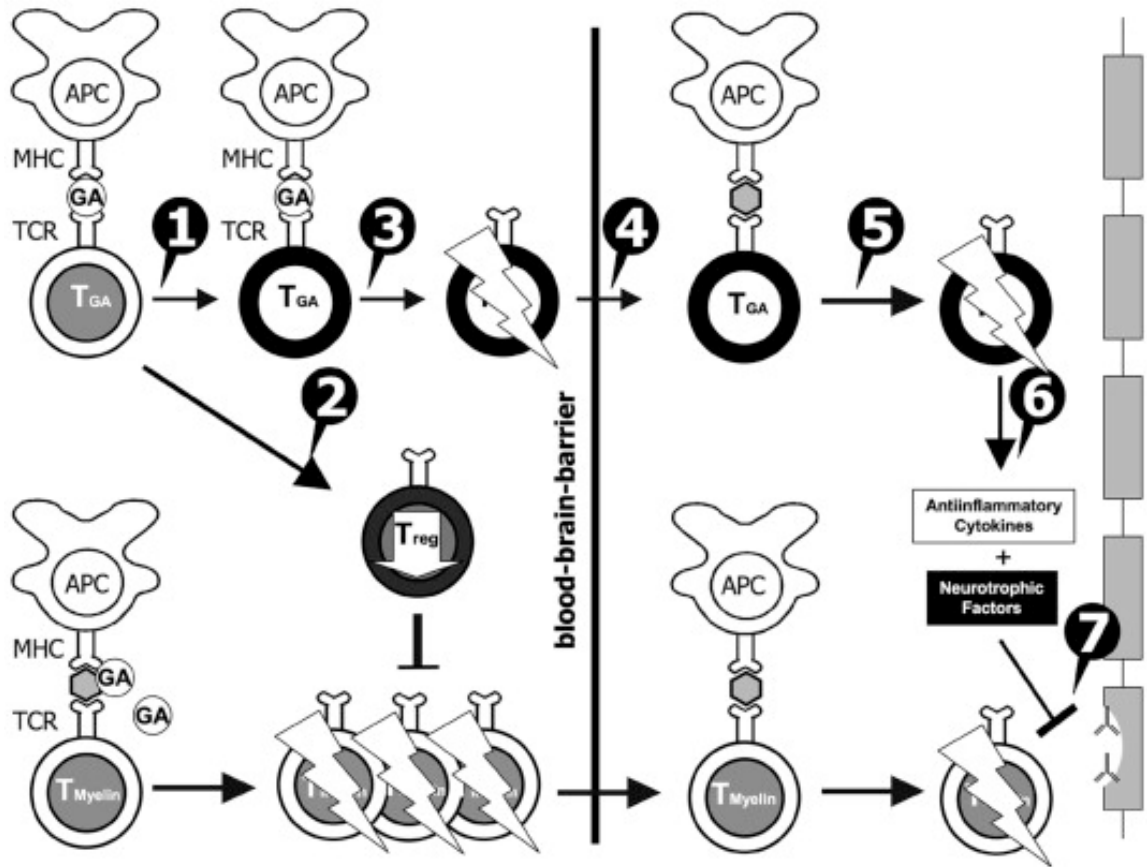 APC
APC
APC
MHC
MHC
GA
GA
TCR
TCR
1
3
4
5
TGA
TGA
TGA
2
6
blood-brain-barrier
Treg
Antiinflammatory
Cytokines
+
Neurotrophic
Factors
7
APC
APC
MHC
GA
TCR
GA
TMyelin
TMyelin